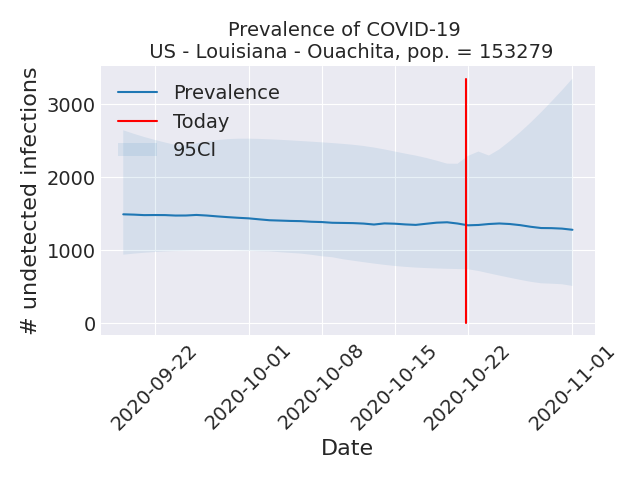 Prevalence of COVID-19
US - Louisiana - Ouachita, pop. = 153279
# undetected infections
3000
2000
1000
0
Prevalence
Today
95CI
2020-09-22
2020-10-01
2020-10-08
2020-10-15
2020-10-22
2020-11-01
Date